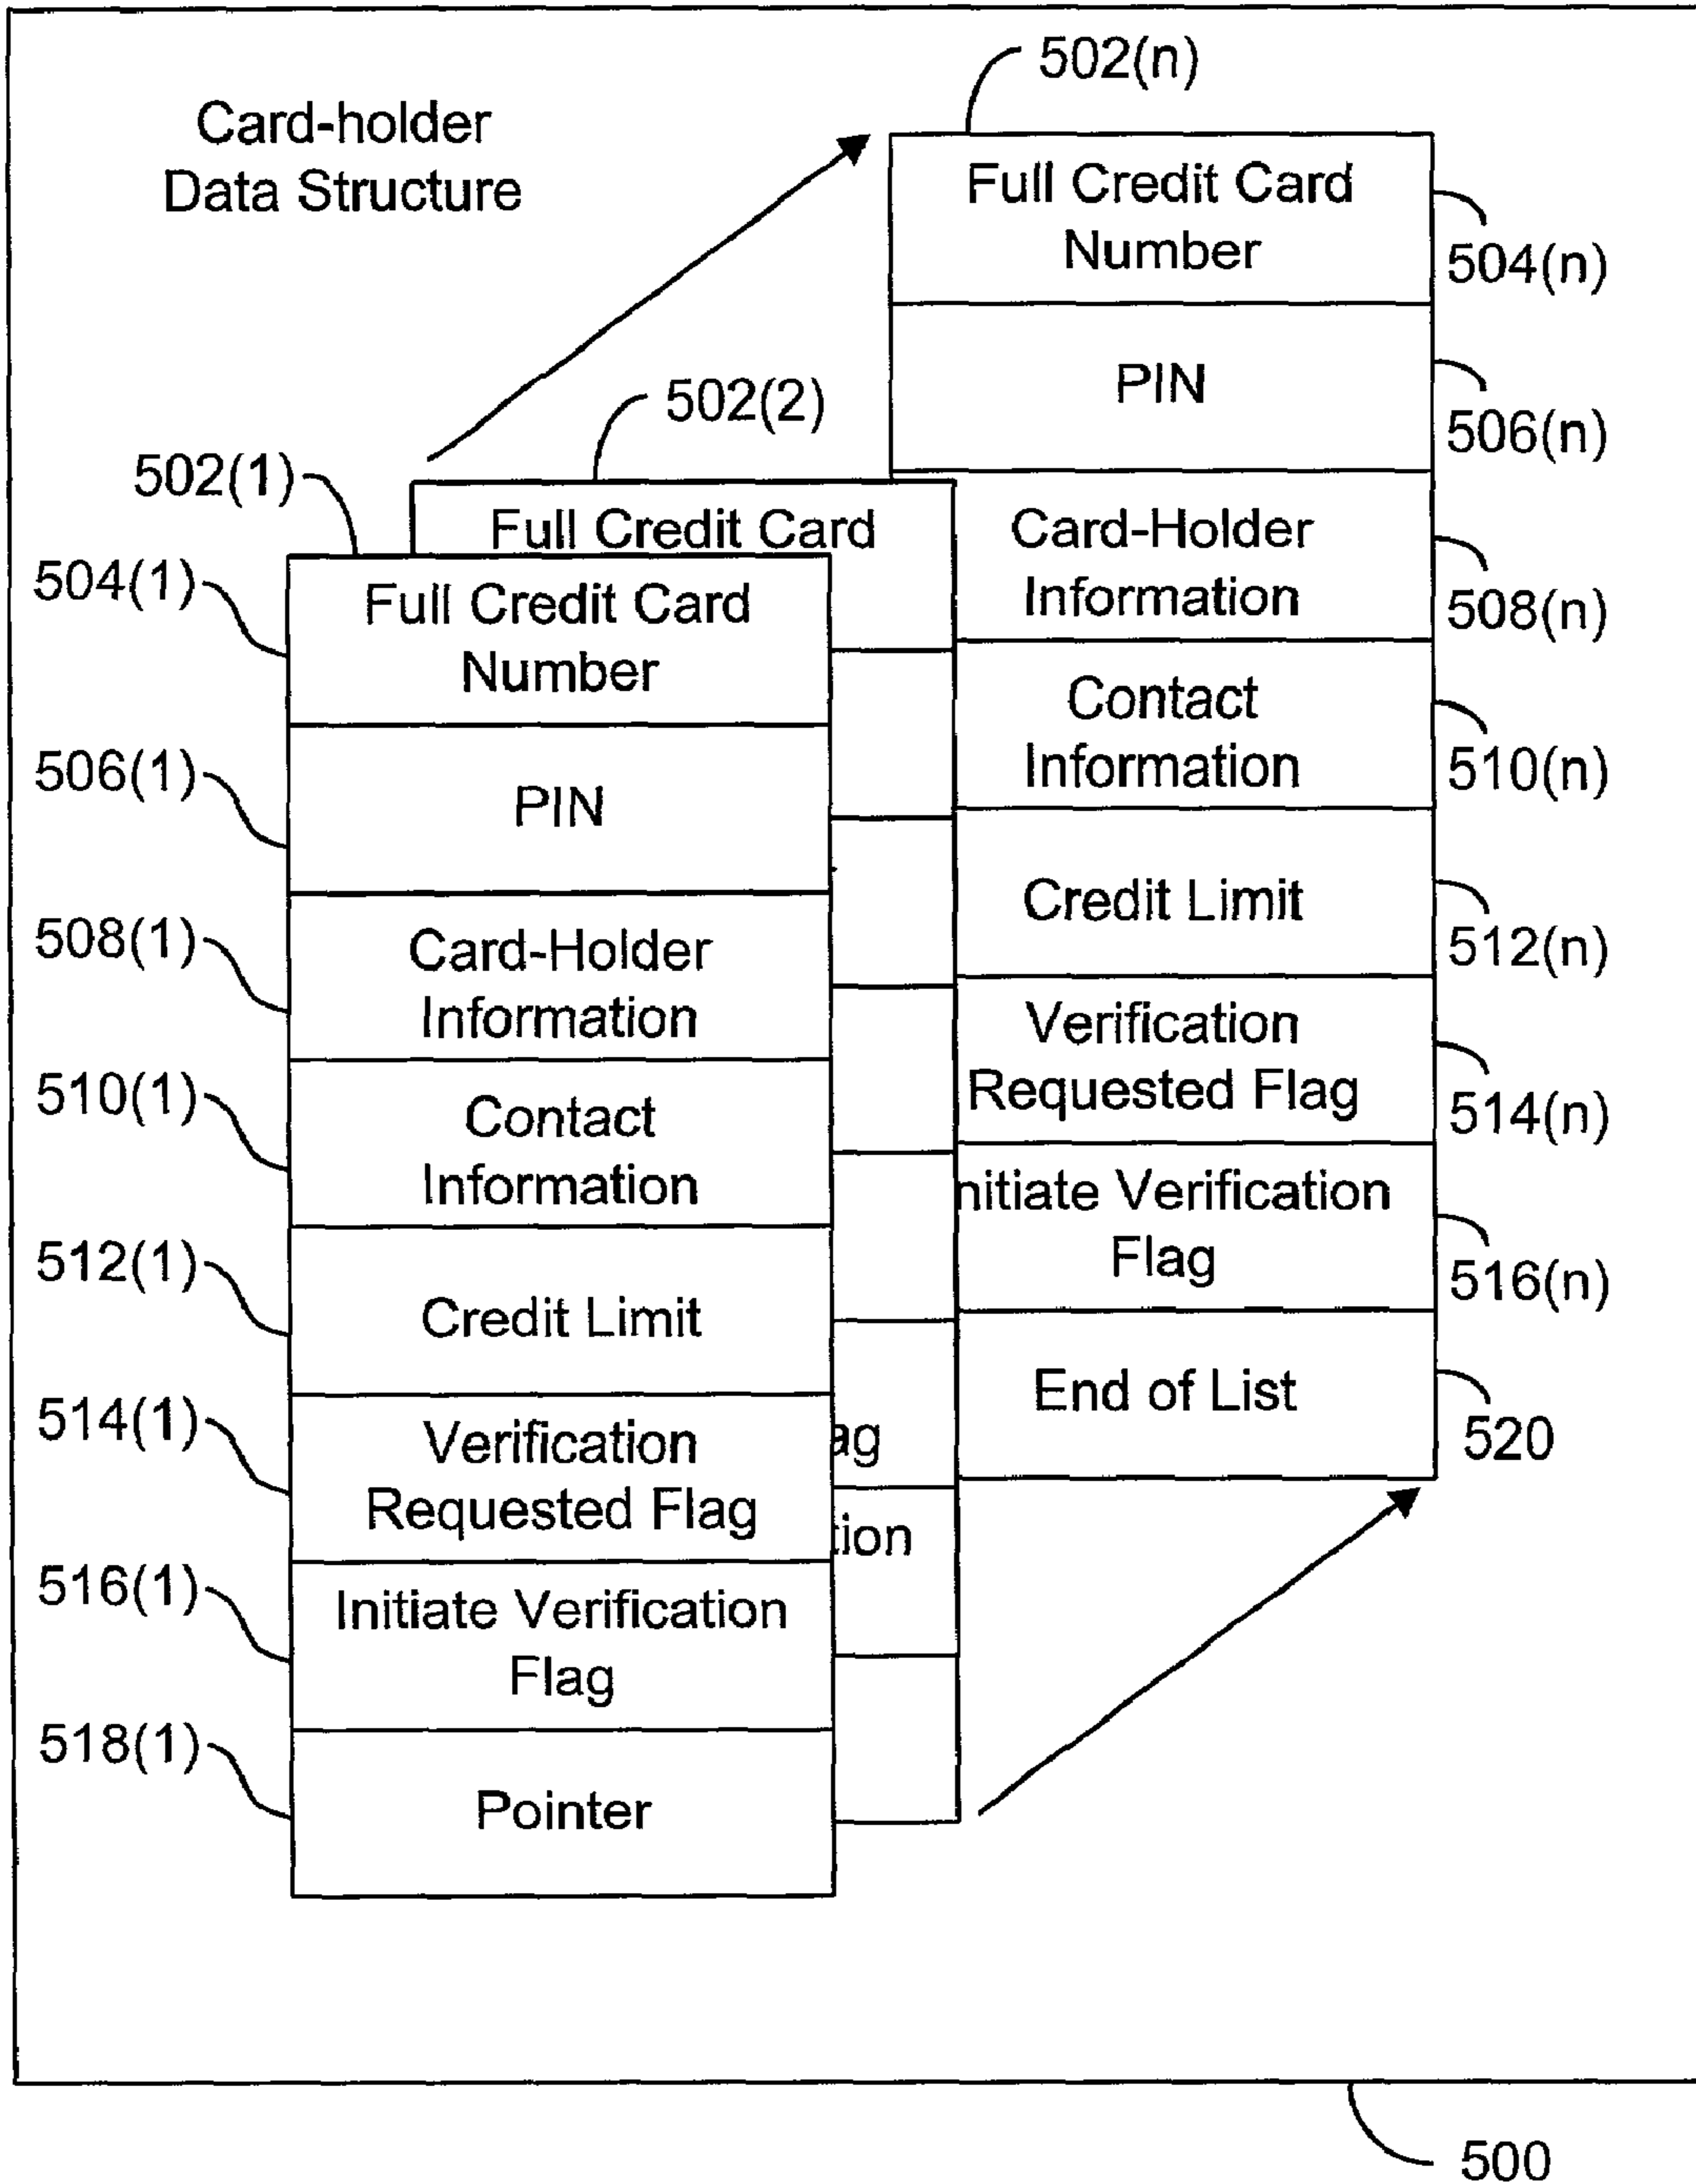 Card-holder
Data Structure
502(n)
Full Credit Card
Number
504(n)
PIN
506(n)
Card-Holder
Information
508(n)
Contact
Information
510(n)
Credit Limit
512(n)
Verification
Requested Flag
514(n)
nitiate Verification
Flag
516(n)
End of List
520
502(2)
Full Credit Card
ag
tion
502(1)
504(1)
Full Credit Card
Number
506(1)
PIN
508(1)
Card-Holder
Information
510(1)
Contact
Information
512(1)
Credit Limit
514(1)
Verification
Requested Flag
516(1)
Initiate Verification
Flag
518(1)
Pointer
500